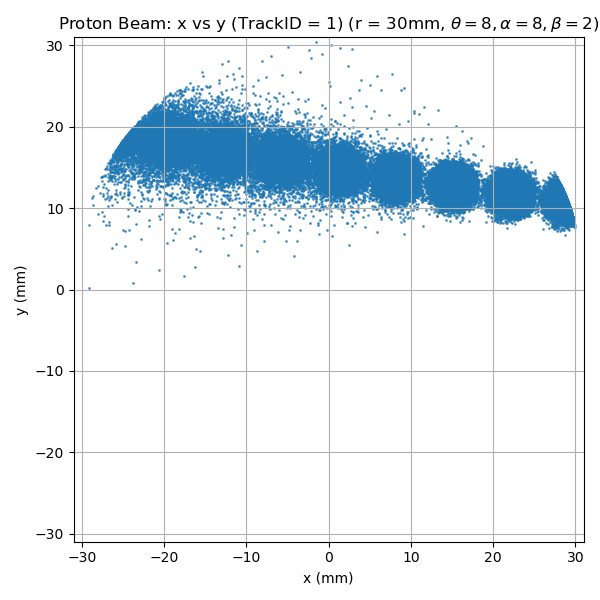 Proton Beam: x vs y (TrackID = 1) (r = 30mm, θ = 8, α = 8, β = 2)
30
20
10
0
−10
−20
−30
y (mm)
−30 −20 −10 0 10 20 30
x (mm)